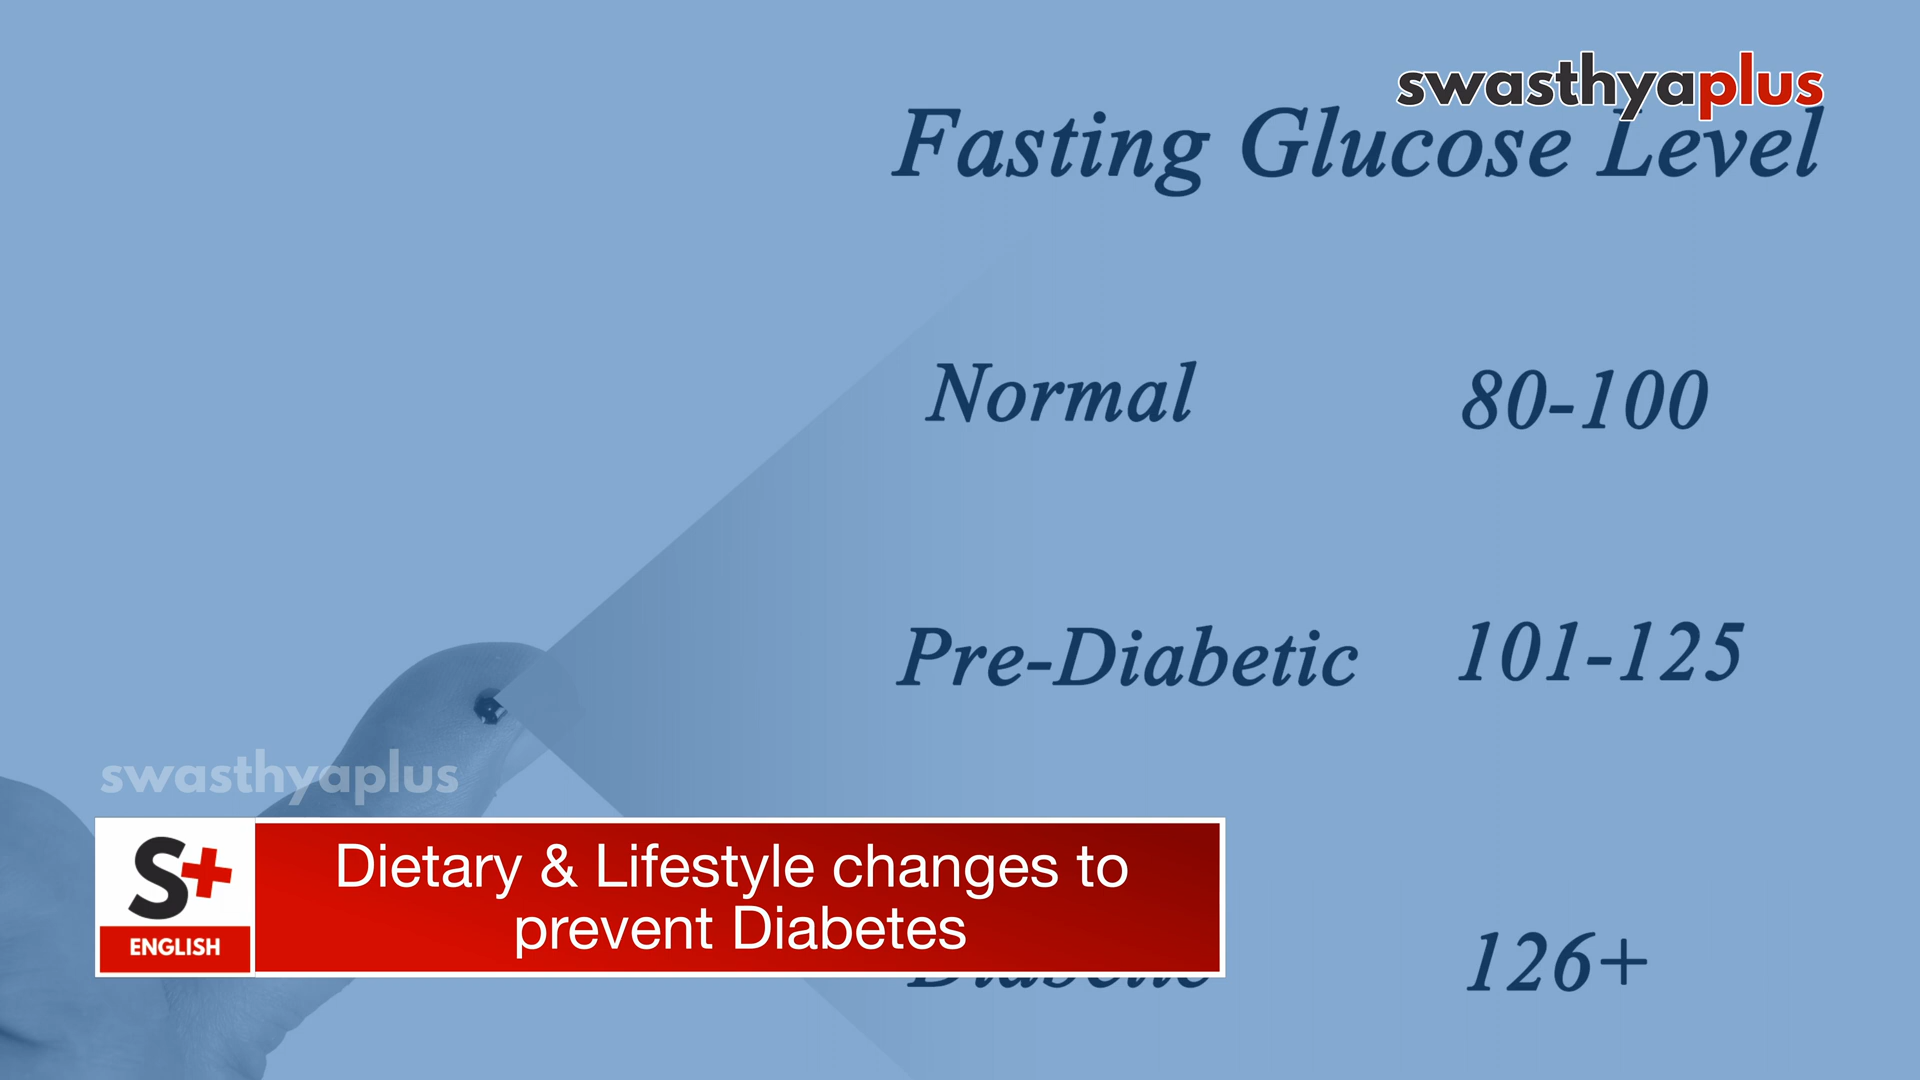 swasthyaplus
Fasting Glucose Level
Normal 80-100
Pre-Diabetic 101-125
swasthyaplus
S+
ENGLISH
Dietary & Lifestyle changes to
prevent Diabetes
Diabetic 126+